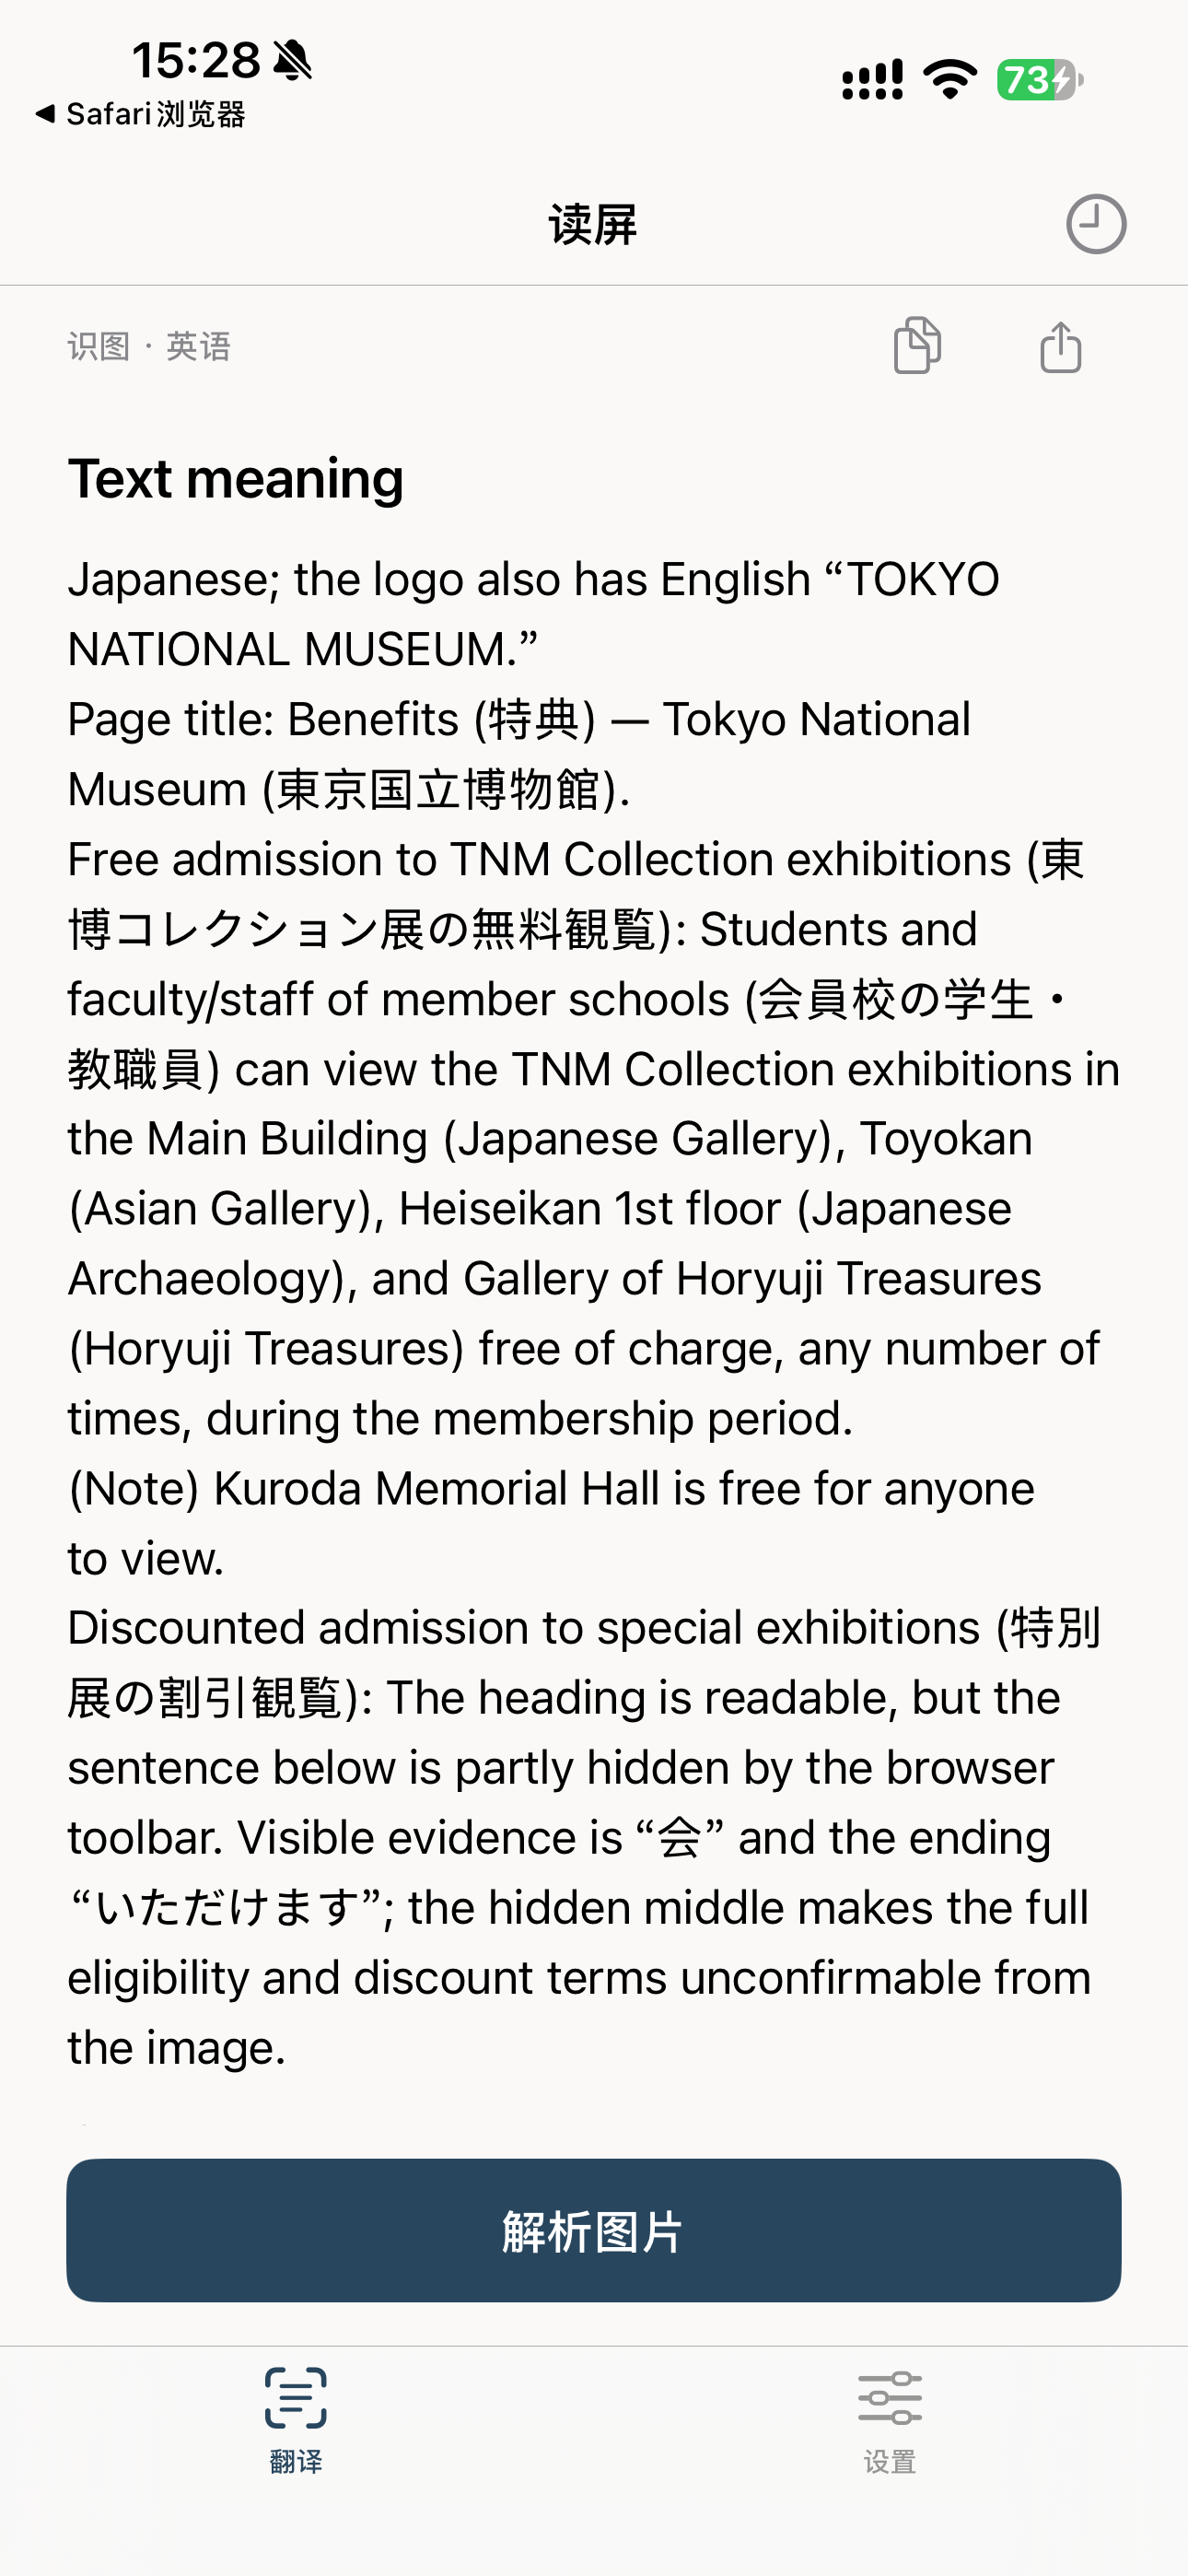 15:28
73
Safari浏览器
读屏
识图 · 英语
Text meaning
Japanese; the logo also has English “TOKYO
NATIONAL MUSEUM.”
Page title: Benefits (特典) — Tokyo National
Museum (東京国立博物館).
Free admission to TNM Collection exhibitions (東
博コレクション展の無料観覧): Students and
faculty/staff of member schools (会員校の学生・
教職員) can view the TNM Collection exhibitions in
the Main Building (Japanese Gallery), Toyokan
(Asian Gallery), Heiseikan 1st floor (Japanese
Archaeology), and Gallery of Horyuji Treasures
(Horyuji Treasures) free of charge, any number of
times, during the membership period.
(Note) Kuroda Memorial Hall is free for anyone
to view.
Discounted admission to special exhibitions (特別
展の割引観覧): The heading is readable, but the
sentence below is partly hidden by the browser
toolbar. Visible evidence is “会” and the ending
“いただけます”; the hidden middle makes the full
eligibility and discount terms unconfirmable from
the image.
解析图片
翻译
设置